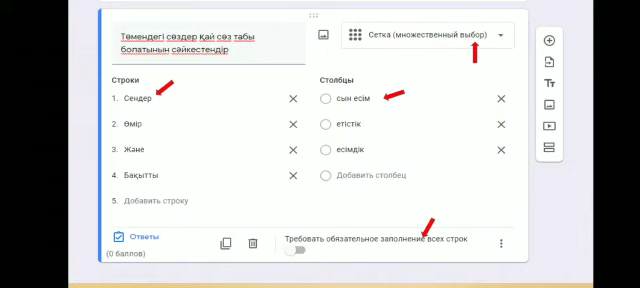 Төмендегі сөздер қай сөз табы
болатынын сәйкестендір
Сетка (множественный выбор)
Строки
Столбцы
1. Сендер
сын есім
2. Өмір
етістік
3. Және
есімдік
4. Бақытты
Добавить столбец
5. Добавить строку
Tт
Ответы
(0 баллов)
Требовать обязательное заполнение всех строк